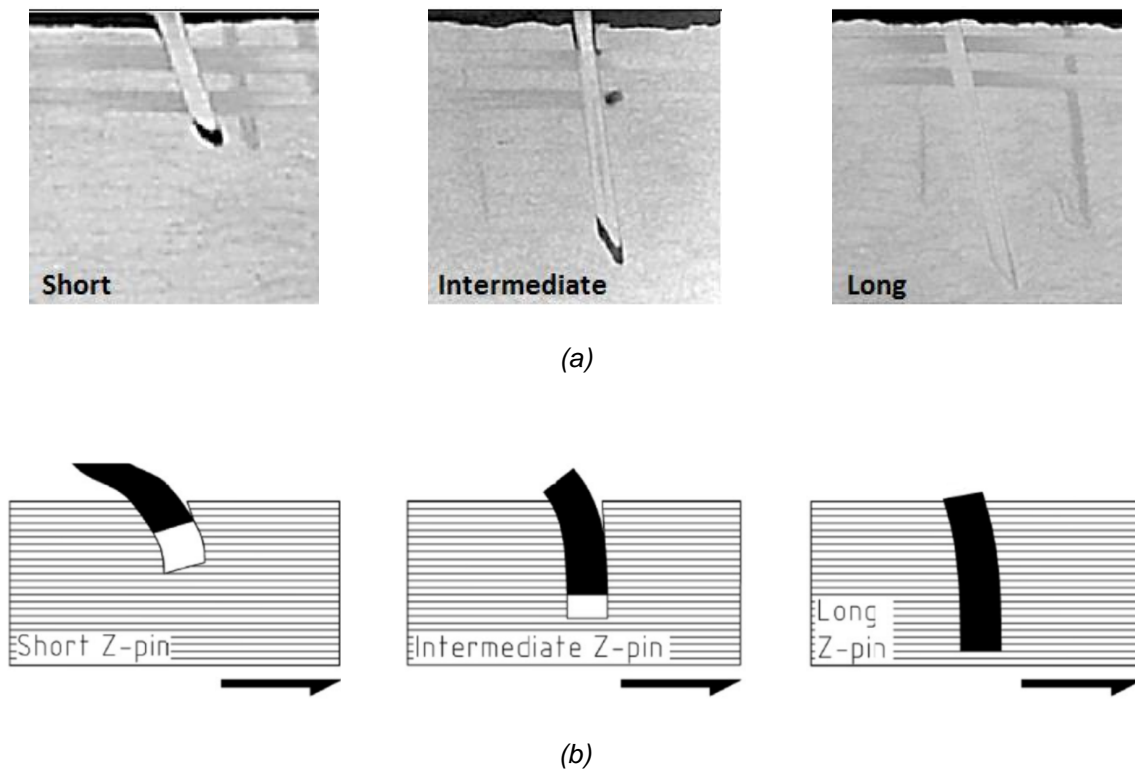 Short
Intermediate
Long
(a)
Short Z-pin
Intermediate Z-pin
Long
Z-pin
(b)